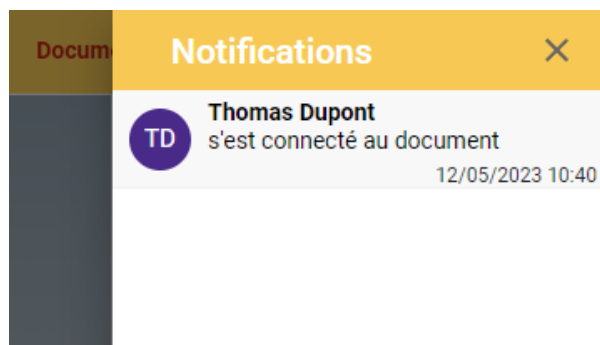 Docum
Notifications
TD
Thomas Dupont
s'est connecté au document
12/05/2023 10:40